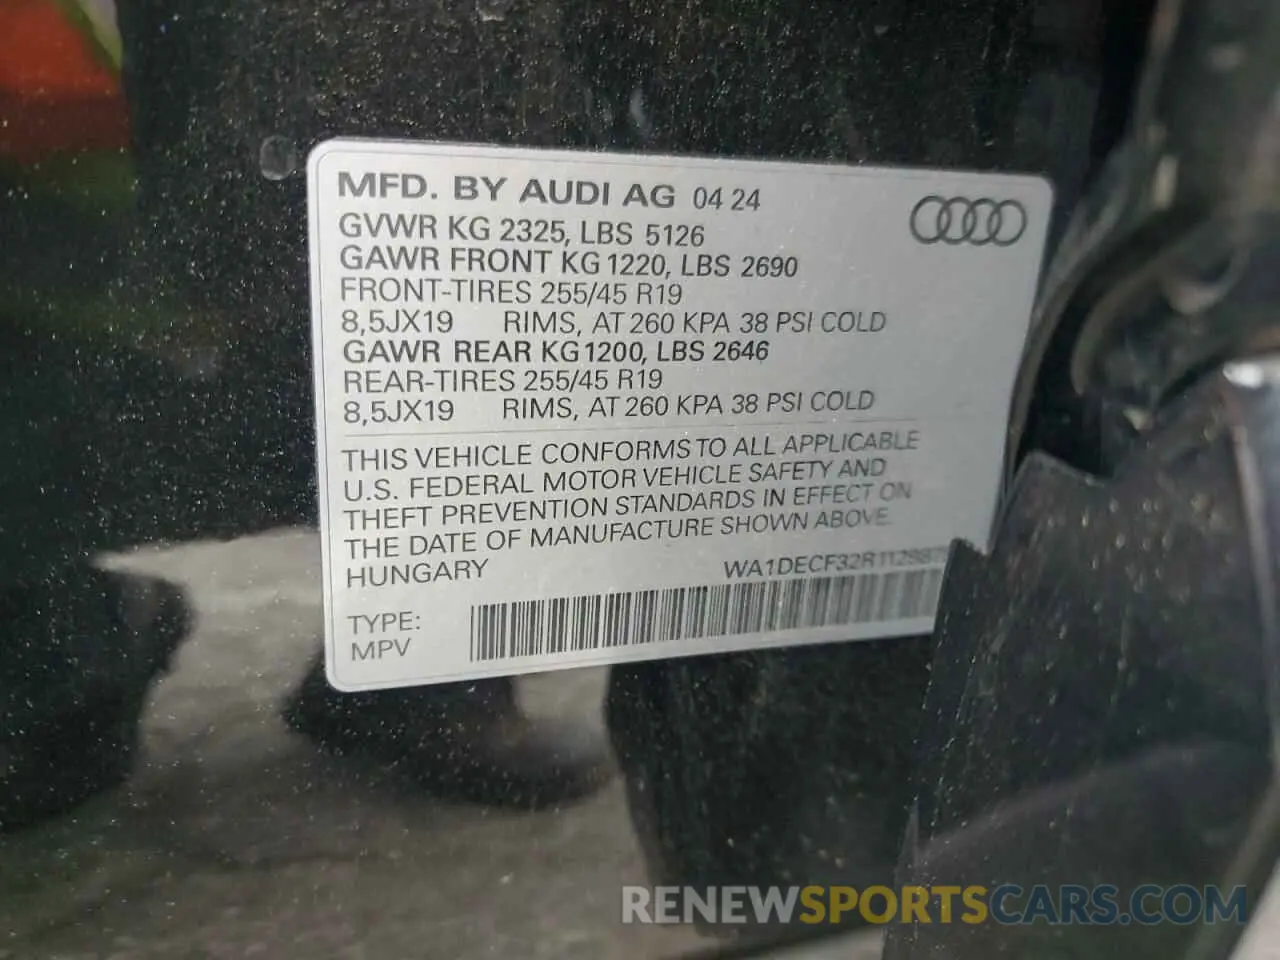 MFD. BY AUDI AG 04 24
GVWR KG 2325, LBS 5126
GAWR FRONT KG 1220, LBS 2690
FRONT-TIRES 255/45 R19
8,5JX19 RIMS, AT 260 KPA 38 PSI COLD
GAWR REAR KG 1200, LBS 2646
REAR-TIRES 255/45 R19
8,5JX19 RIMS, AT 260 KPA 38 PSI COLD
THIS VEHICLE CONFORMS TO ALL APPLICABLE
U.S. FEDERAL MOTOR VEHICLE SAFETY AND
THEFT PREVENTION STANDARDS IN EFFECT ON
THE DATE OF MANUFACTURE SHOWN ABOVE.
HUNGARY
TYPE:
MPV
RENEWSPORTSCARS.COM